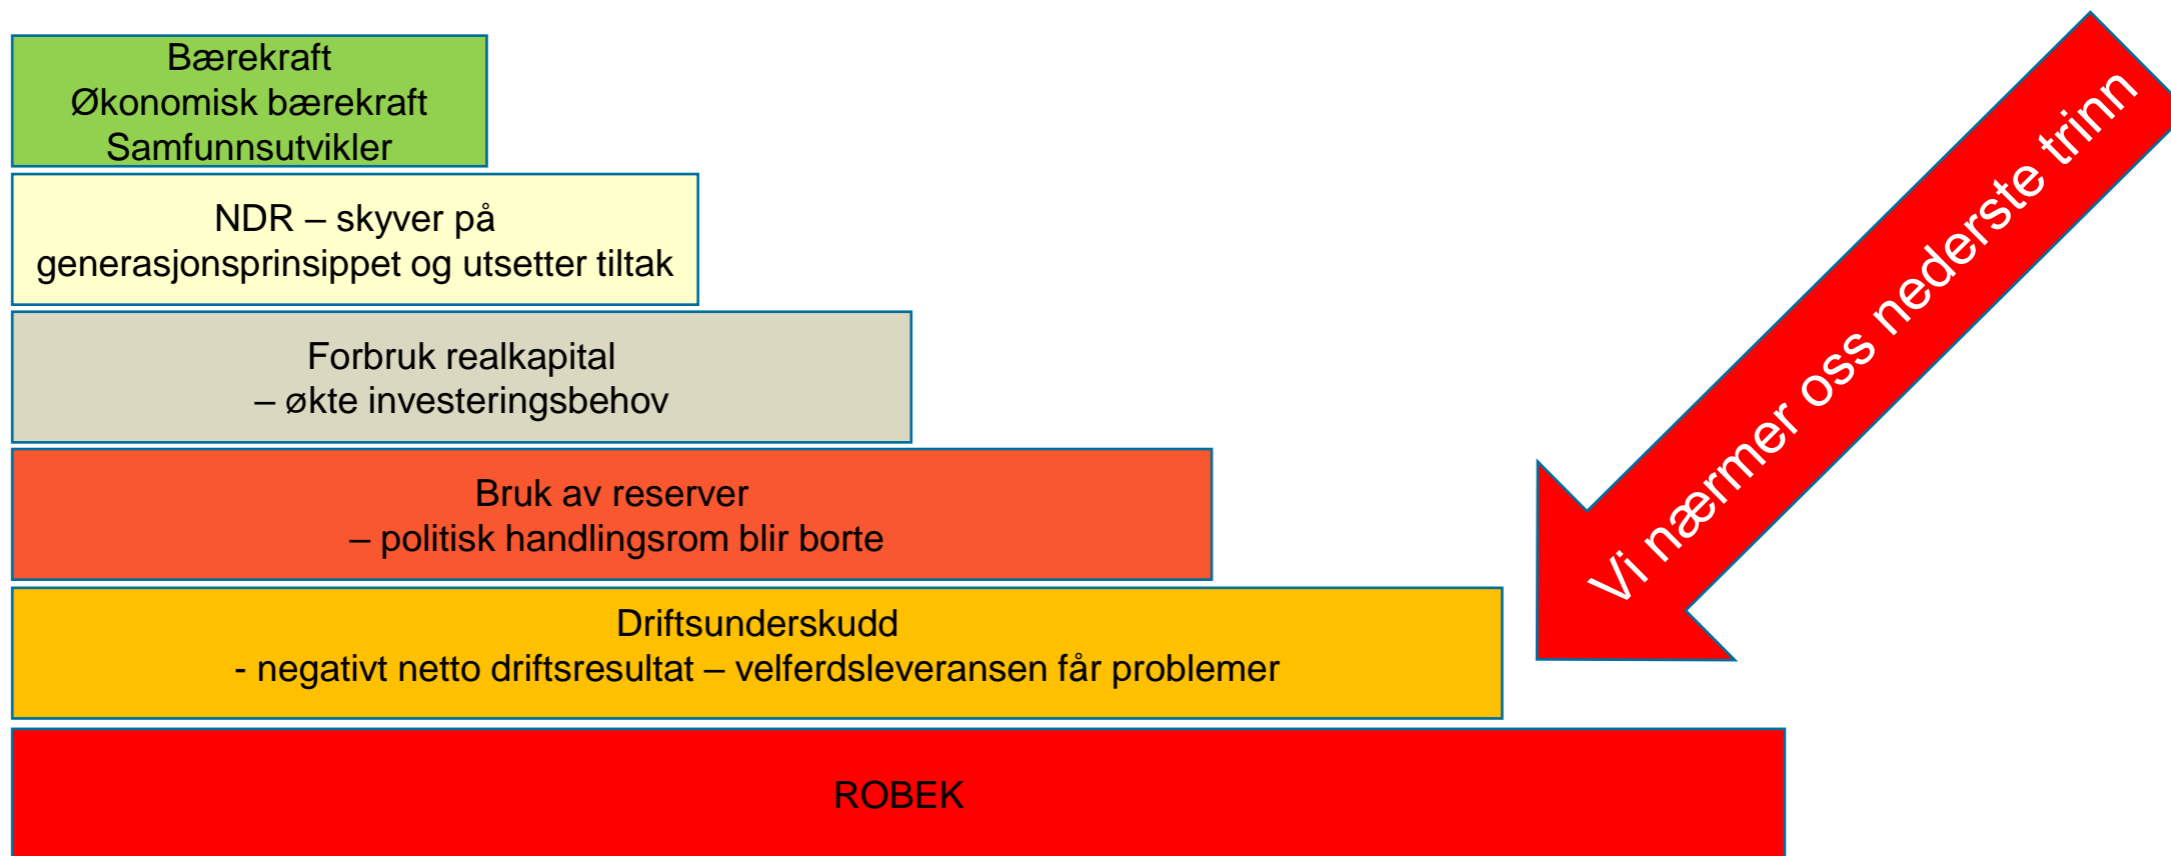 Bærekraft
Økonomisk bærekraft
Samfunnsutvikler
NDR – skyver på
generasjonsprinsippet og utsetter tiltak
Forbruk realkapital
– økte investeringsbehov
Bruk av reserver
– politisk handlingsrom blir borte
Driftsunderskudd
- negativt netto driftsresultat – velferdsleveransen får problemer
ROBEK
Vi nærmer oss nederste trinn